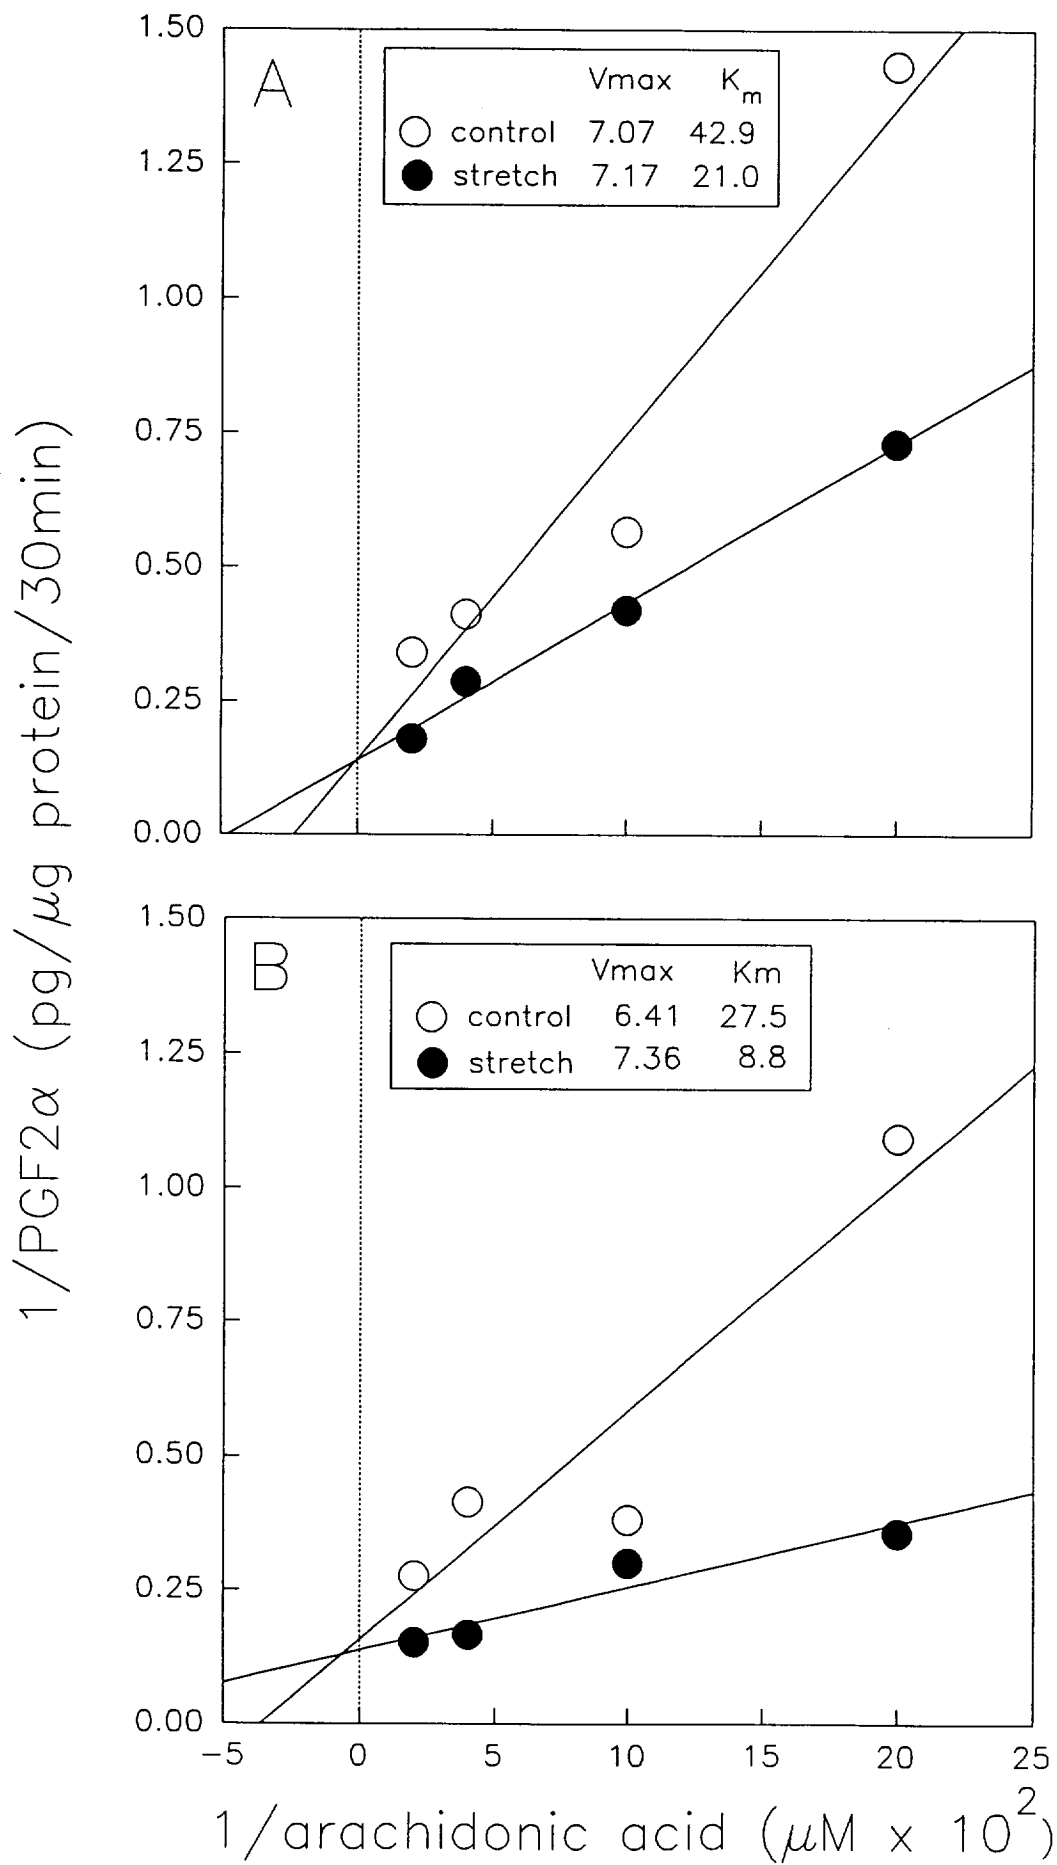 1/PGF2α (pg/μg protein/30min)
A
Vmax Km
control 7.07 42.9
stretch 7.17 21.0
1.50
1.25
1.00
0.75
0.50
0.25
0.00
B
Vmax Km
control 6.41 27.5
stretch 7.36 8.8
1.50
1.25
1.00
0.75
0.50
0.25
0.00
-5 0 5 10 15 20 25
1/arachidonic acid (μM x 10²)